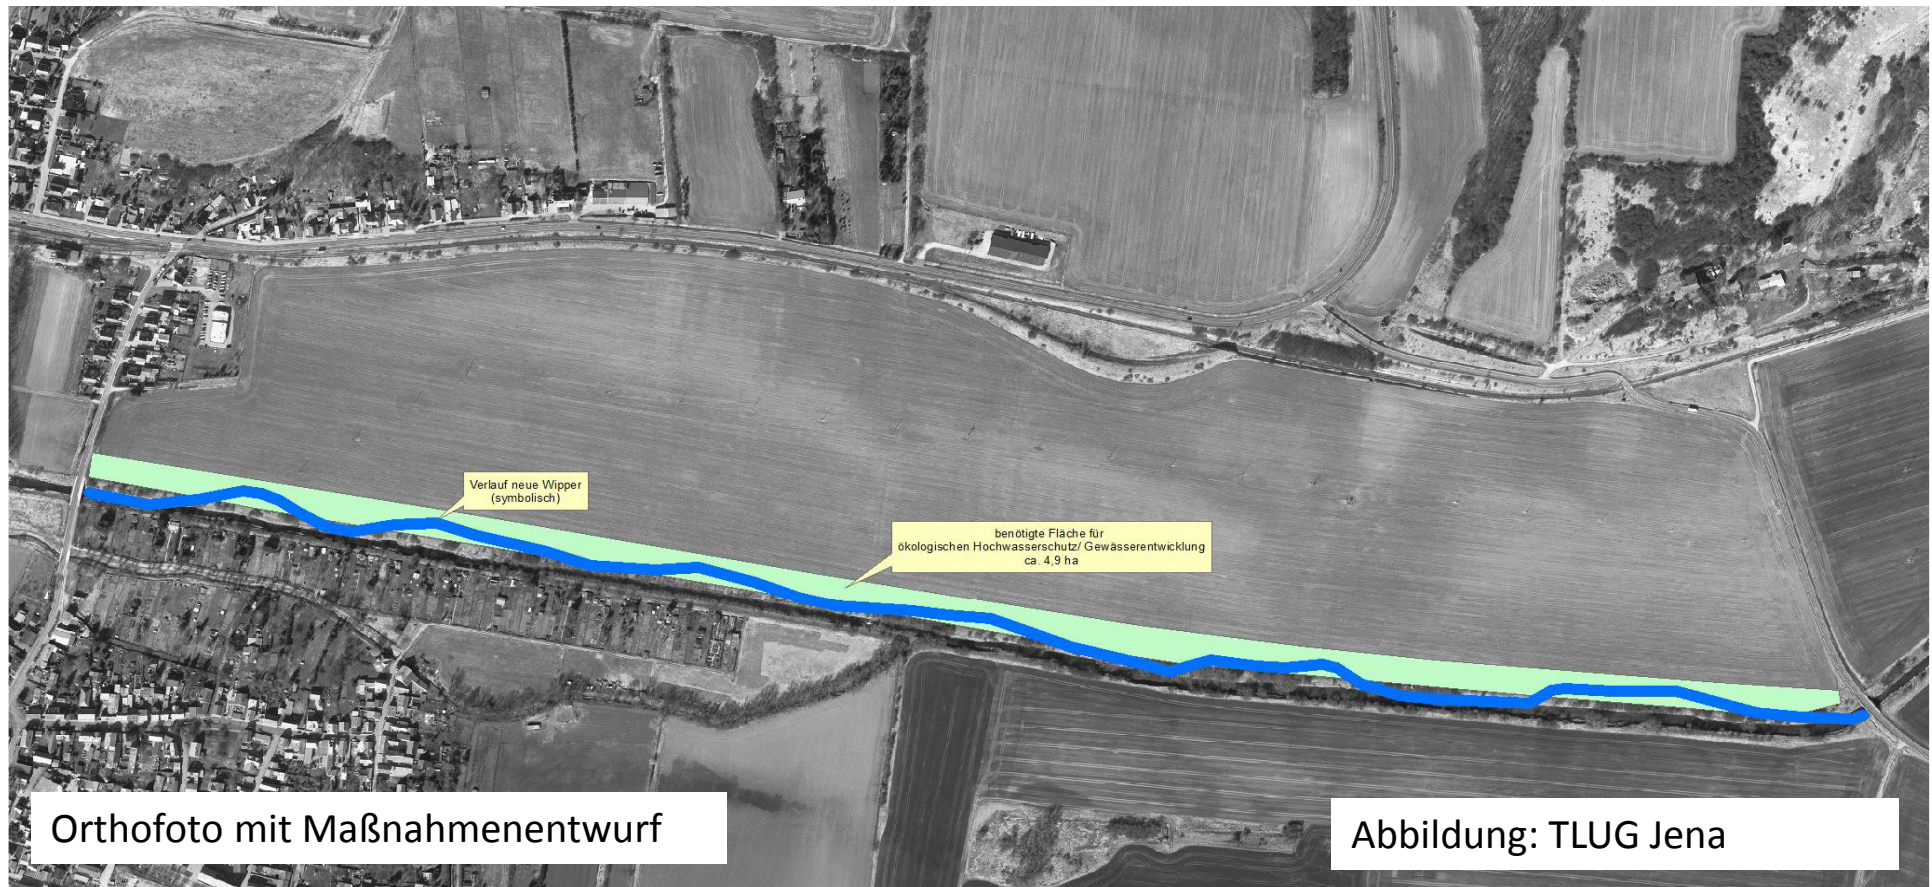 Verlauf neue Wipper
(symbolisch)
benötigte Fläche für
ökologischen Hochwasserschutz/ Gewässerentwicklung
ca. 4,9 ha
Orthofoto mit Maßnahmenentwurf
Abbildung: TLUG Jena